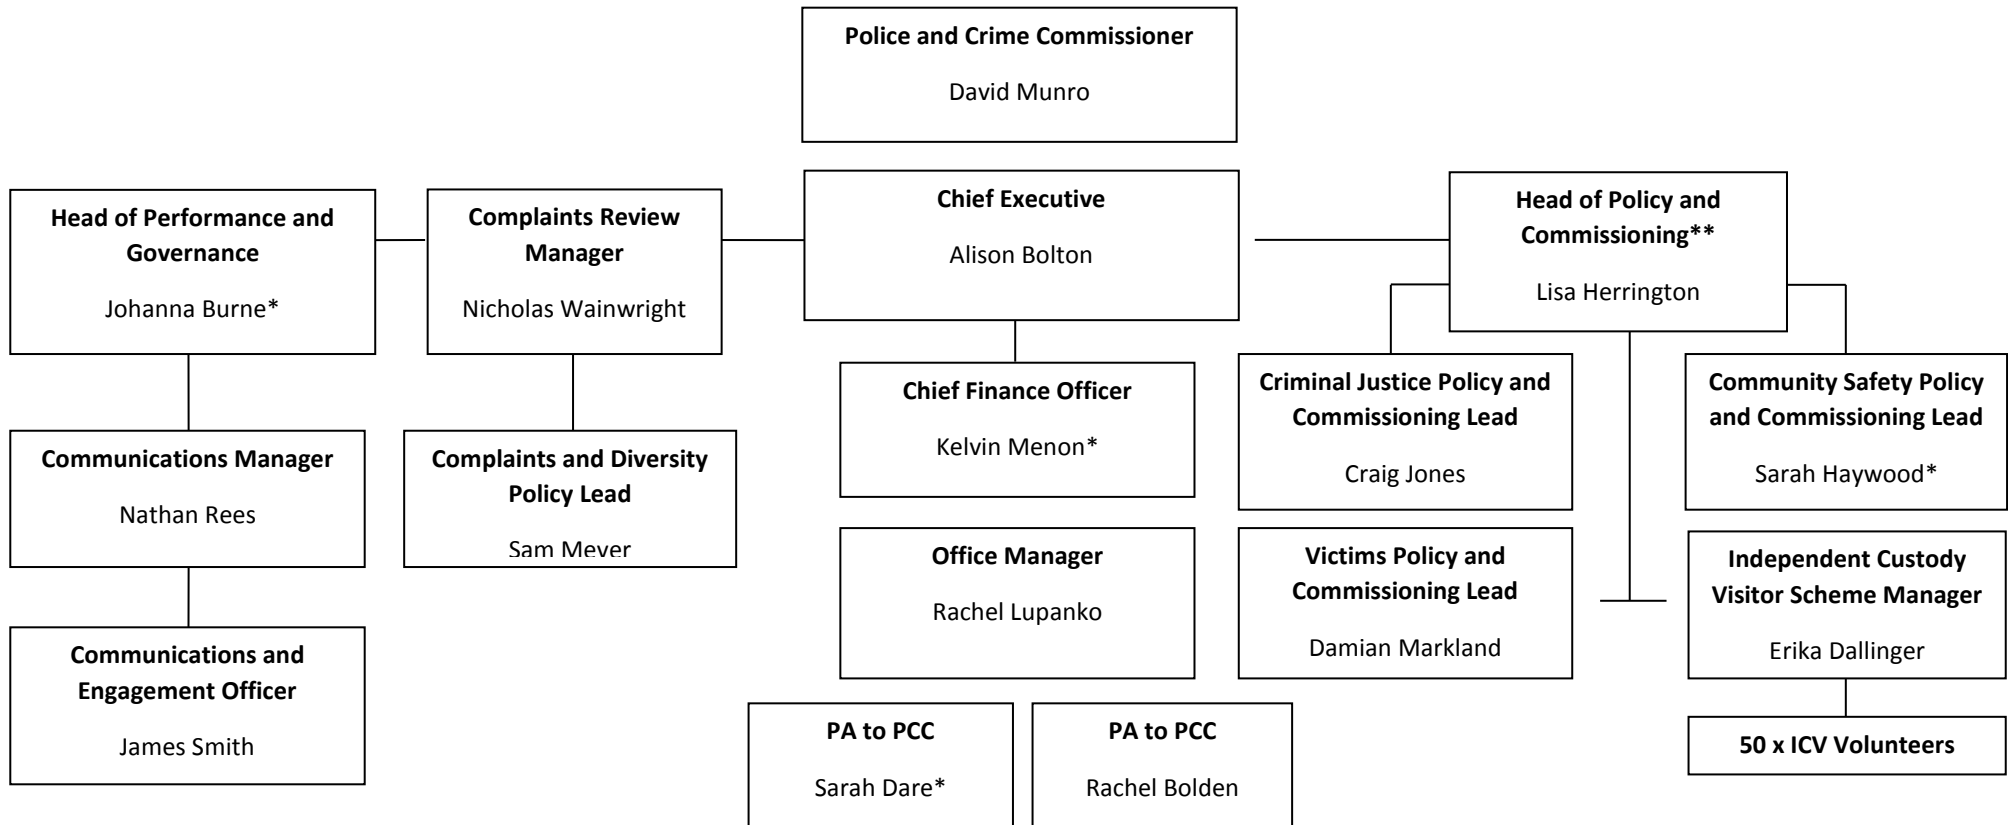 Police and Crime Commissioner
David Munro
Head of Performance and
Governance
Johanna Burne*
Complaints Review
Manager
Nicholas Wainwright
Chief Executive
Alison Bolton
Head of Policy and
Commissioning**
Lisa Herrington
Chief Finance Officer
Kelvin Menon*
Criminal Justice Policy and
Commissioning Lead
Craig Jones
Community Safety Policy
and Commissioning Lead
Sarah Haywood*
Communications Manager
Nathan Rees
Complaints and Diversity
Policy Lead
Sam Meyer
Office Manager
Rachel Lupanko
Victims Policy and
Commissioning Lead
Damian Markland
Independent Custody
Visitor Scheme Manager
Erika Dallinger
Communications and
Engagement Officer
James Smith
PA to PCC
Sarah Dare*
PA to PCC
Rachel Bolden
50 x ICV Volunteers